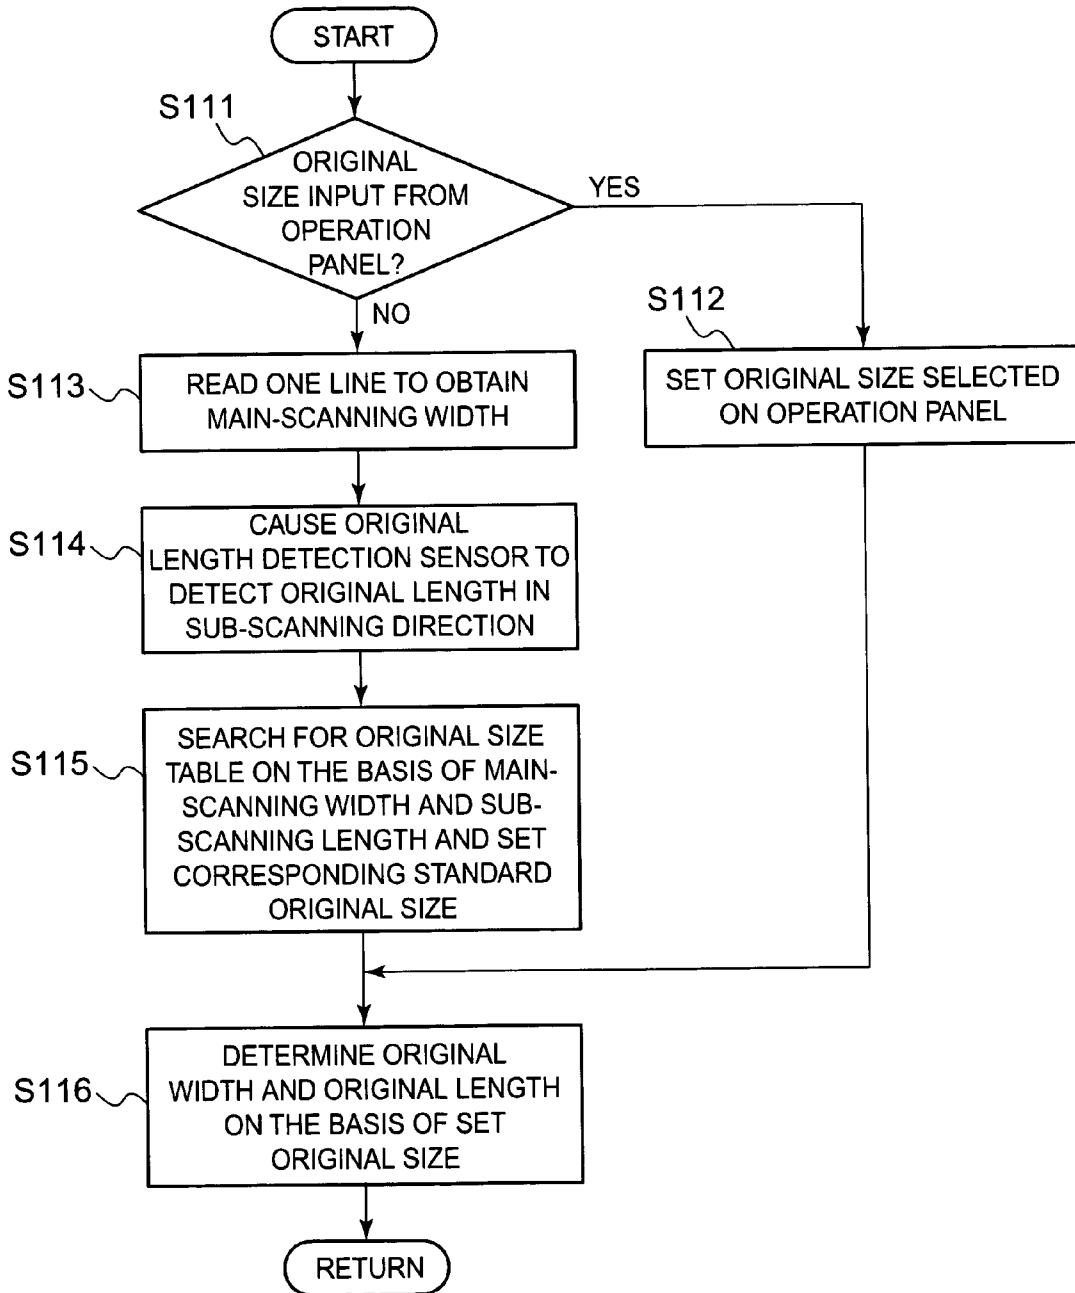 START
S111
ORIGINAL
SIZE INPUT FROM
OPERATION
PANEL?
YES
NO
S112
SET ORIGINAL SIZE SELECTED
ON OPERATION PANEL
S113
READ ONE LINE TO OBTAIN
MAIN-SCANNING WIDTH
S114
CAUSE ORIGINAL
LENGTH DETECTION SENSOR TO
DETECT ORIGINAL LENGTH IN
SUB-SCANNING DIRECTION
S115
SEARCH FOR ORIGINAL SIZE
TABLE ON THE BASIS OF MAIN-
SCANNING WIDTH AND SUB-
SCANNING LENGTH AND SET
CORRESPONDING STANDARD
ORIGINAL SIZE
S116
DETERMINE ORIGINAL
WIDTH AND ORIGINAL LENGTH
ON THE BASIS OF SET
ORIGINAL SIZE
RETURN